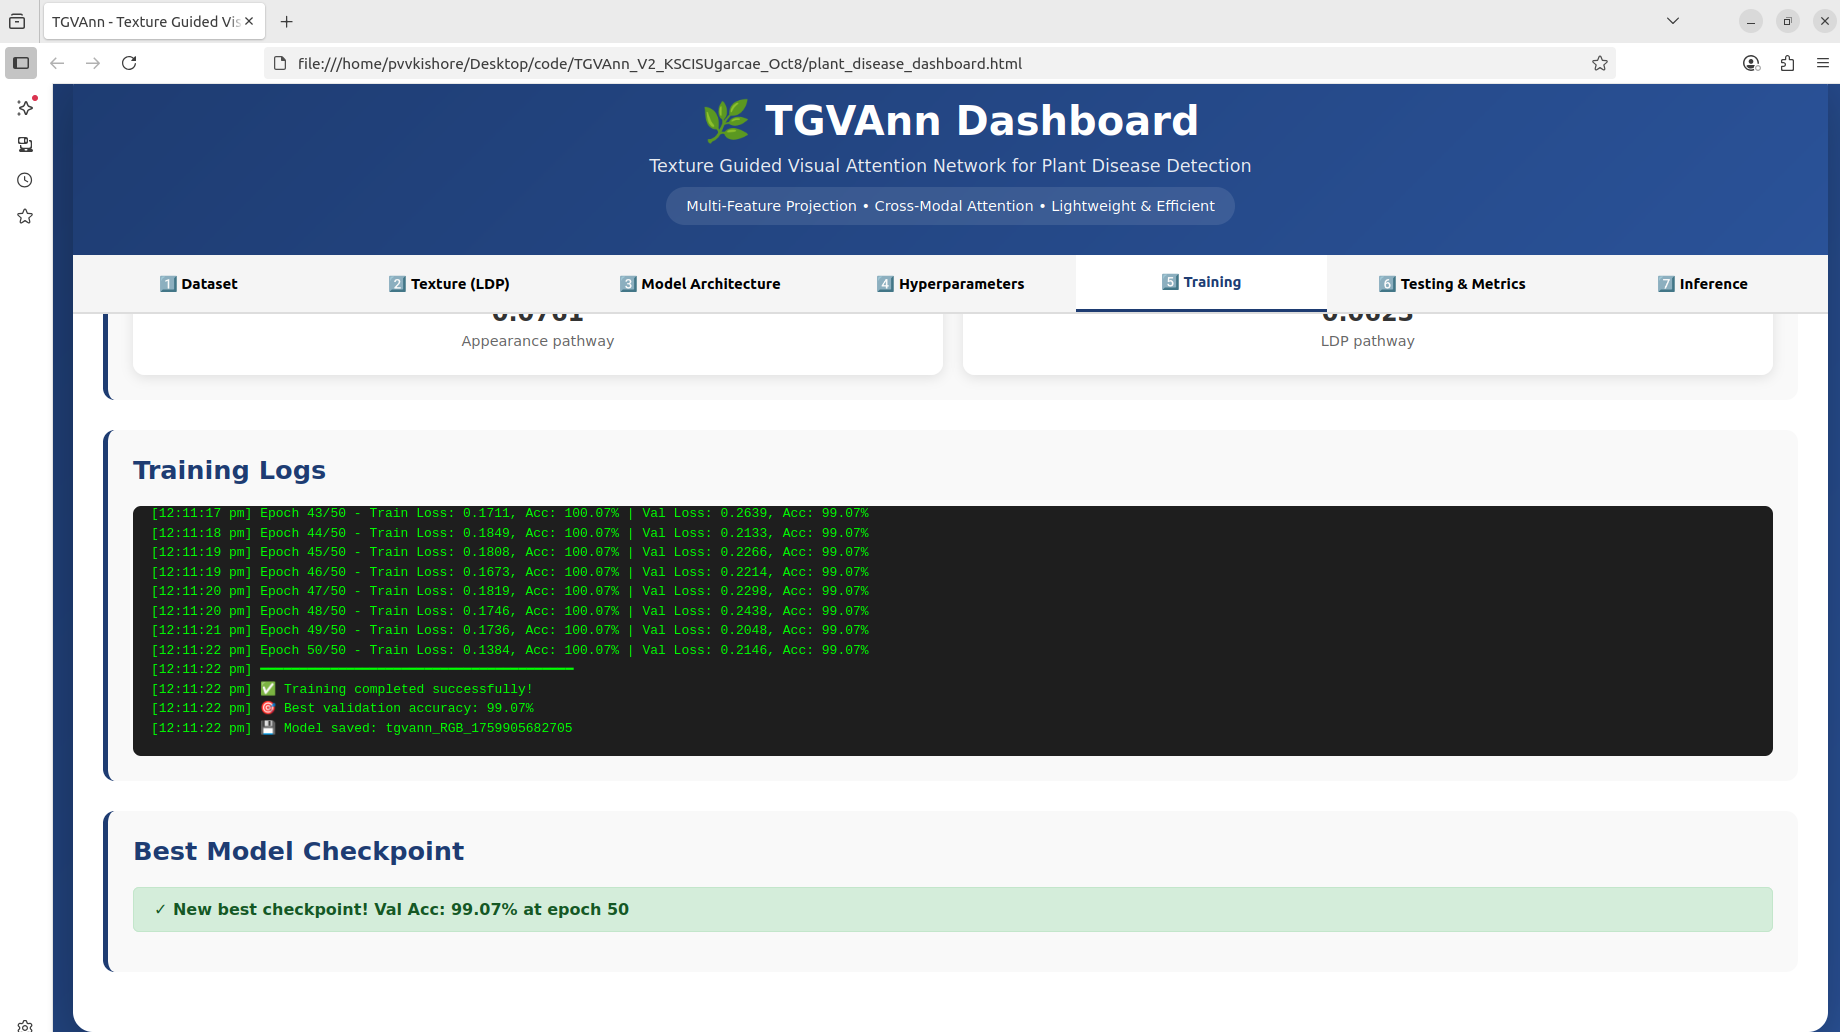 TGVAnn - Texture Guided Vis
file:///home/pvvkishore/Desktop/code/TGVAnn_V2_KSCISUgarcae_Oct8/plant_disease_dashboard.html
🌿 TGVAnn Dashboard
Texture Guided Visual Attention Network for Plant Disease Detection
Multi-Feature Projection • Cross-Modal Attention • Lightweight & Efficient
1️⃣ Dataset
2️⃣ Texture (LDP)
3️⃣ Model Architecture
4️⃣ Hyperparameters
5️⃣ Training
6️⃣ Testing & Metrics
7️⃣ Inference
Appearance pathway
LDP pathway
Training Logs
[12:11:17 pm] Epoch 43/50 - Train Loss: 0.1711, Acc: 100.07% | Val Loss: 0.2639, Acc: 99.07%
[12:11:18 pm] Epoch 44/50 - Train Loss: 0.1849, Acc: 100.07% | Val Loss: 0.2133, Acc: 99.07%
[12:11:19 pm] Epoch 45/50 - Train Loss: 0.1808, Acc: 100.07% | Val Loss: 0.2266, Acc: 99.07%
[12:11:19 pm] Epoch 46/50 - Train Loss: 0.1673, Acc: 100.07% | Val Loss: 0.2214, Acc: 99.07%
[12:11:20 pm] Epoch 47/50 - Train Loss: 0.1819, Acc: 100.07% | Val Loss: 0.2298, Acc: 99.07%
[12:11:20 pm] Epoch 48/50 - Train Loss: 0.1746, Acc: 100.07% | Val Loss: 0.2438, Acc: 99.07%
[12:11:21 pm] Epoch 49/50 - Train Loss: 0.1736, Acc: 100.07% | Val Loss: 0.2048, Acc: 99.07%
[12:11:22 pm] Epoch 50/50 - Train Loss: 0.1384, Acc: 100.07% | Val Loss: 0.2146, Acc: 99.07%
[12:11:22 pm] ━━━━━━━━━━━━━━━━━━━━━━━━━━━━━━━━━━━━━━━━
[12:11:22 pm] ✅ Training completed successfully!
[12:11:22 pm] 🎯 Best validation accuracy: 99.07%
[12:11:22 pm] 💾 Model saved: tgvann_RGB_1759905682705
Best Model Checkpoint
✓ New best checkpoint! Val Acc: 99.07% at epoch 50